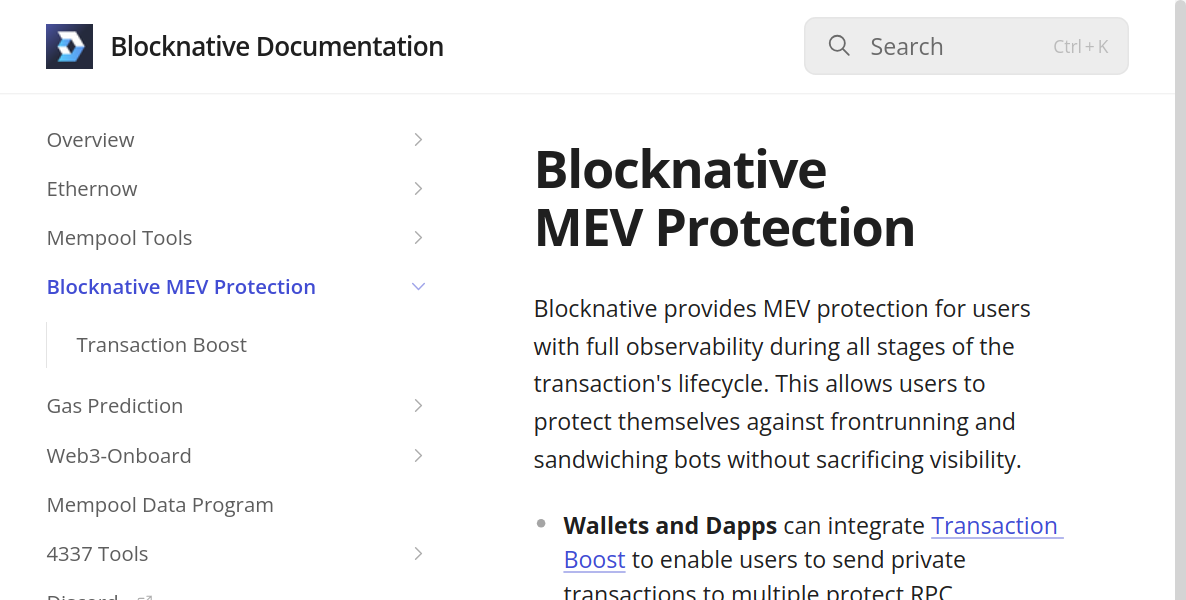 Blocknative Documentation
Search
Ctrl + K
Overview
Ethernow
Mempool Tools
Blocknative MEV Protection
Transaction Boost
Gas Prediction
Web3-Onboard
Mempool Data Program
4337 Tools
Discord
Blocknative
MEV Protection
Blocknative provides MEV protection for users
with full observability during all stages of the
transaction's lifecycle. This allows users to
protect themselves against frontrunning and
sandwiching bots without sacrificing visibility.
Wallets and Dapps can integrate Transaction
Boost to enable users to send private
transactions to multiple protect RPC